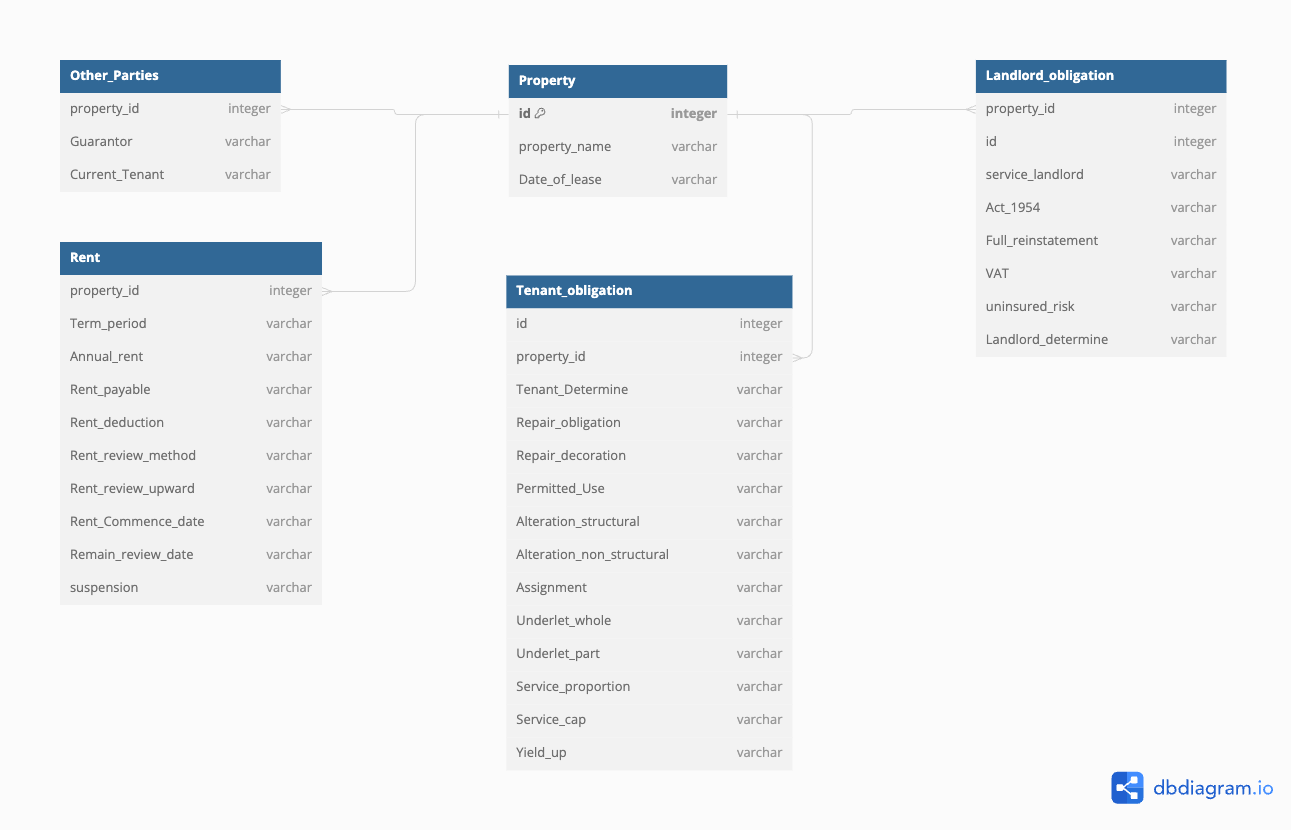 Other_Parties
property_id integer
Guarantor varchar
Current_Tenant varchar
Property
id integer
property_name varchar
Date_of_lease varchar
Landlord_obligation
property_id integer
id integer
service_landlord varchar
Act_1954 varchar
Full_reinstatement varchar
VAT varchar
uninsured_risk varchar
Landlord_determine varchar
Rent
property_id integer
Term_period varchar
Annual_rent varchar
Rent_payable varchar
Rent_deduction varchar
Rent_review_method varchar
Rent_review_upward varchar
Rent_Commence_date varchar
Remain_review_date varchar
suspension varchar
Tenant_obligation
id integer
property_id integer
Tenant_Determine varchar
Repair_obligation varchar
Repair_decoration varchar
Permitted_Use varchar
Alteration_structural varchar
Alteration_non_structural varchar
Assignment varchar
Underlet_whole varchar
Underlet_part varchar
Service_proportion varchar
Service_cap varchar
Yield_up varchar
dbdiagram.io